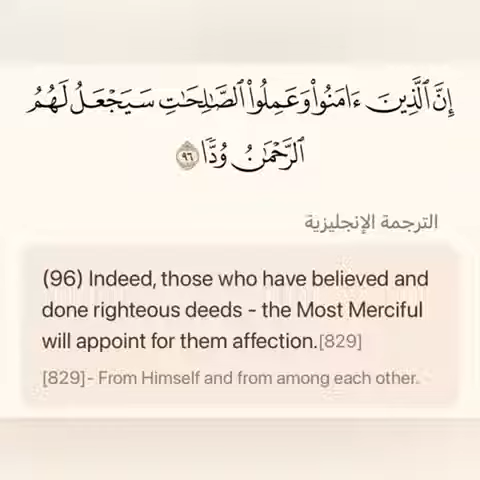 إِنَّ ٱلَّذِينَ ءَامَنُوا۟ وَعَمِلُوا۟ ٱلصَّـٰلِحَـٰتِ سَيَجْعَلُ لَهُمُ
ٱلرَّحْمَـٰنُ وُدًّا ٩٦
الترجمة الإنجليزية
(96) Indeed, those who have believed and
done righteous deeds - the Most Merciful
will appoint for them affection.[829]
[829]- From Himself and from among each other.